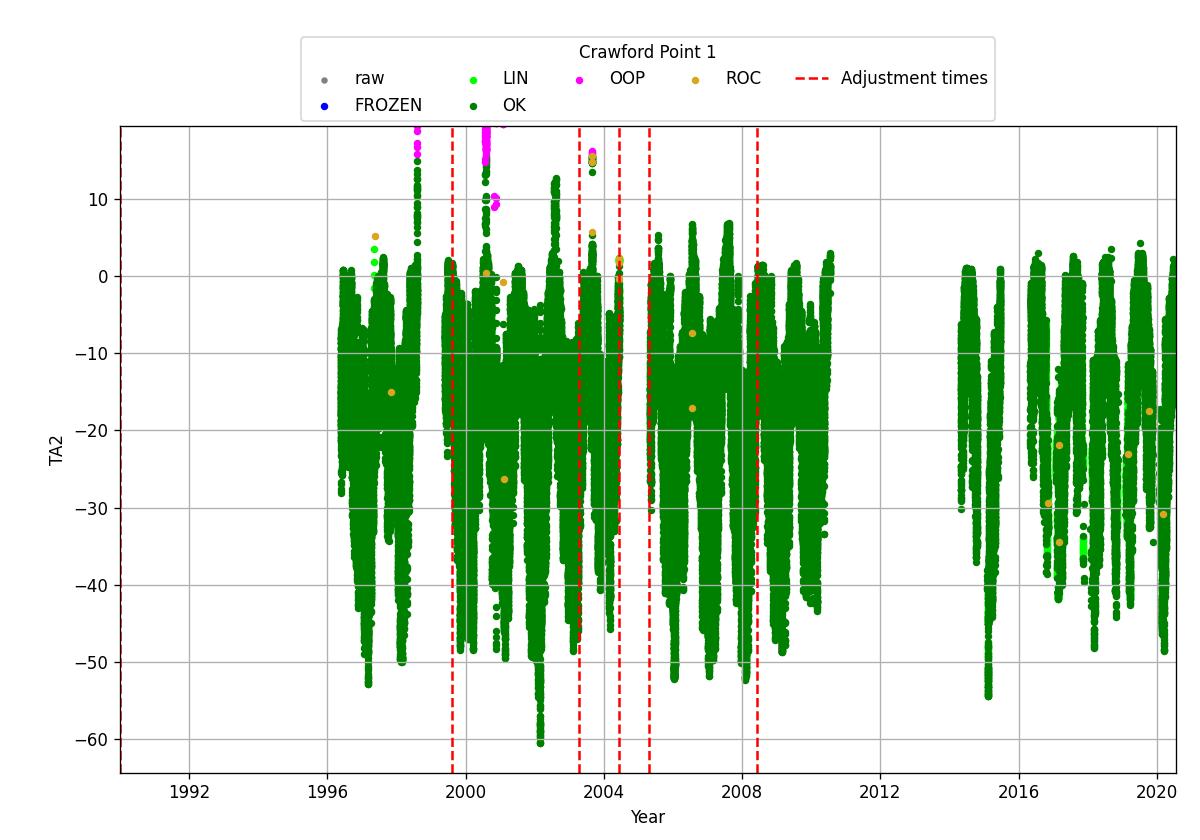 Crawford Point 1
raw LIN OOP ROC Adjustment times
FROZEN OK
10
0
−10
−20
−30
−40
−50
−60
TA2
1992 1996 2000 2004 2008 2012 2016 2020
Year